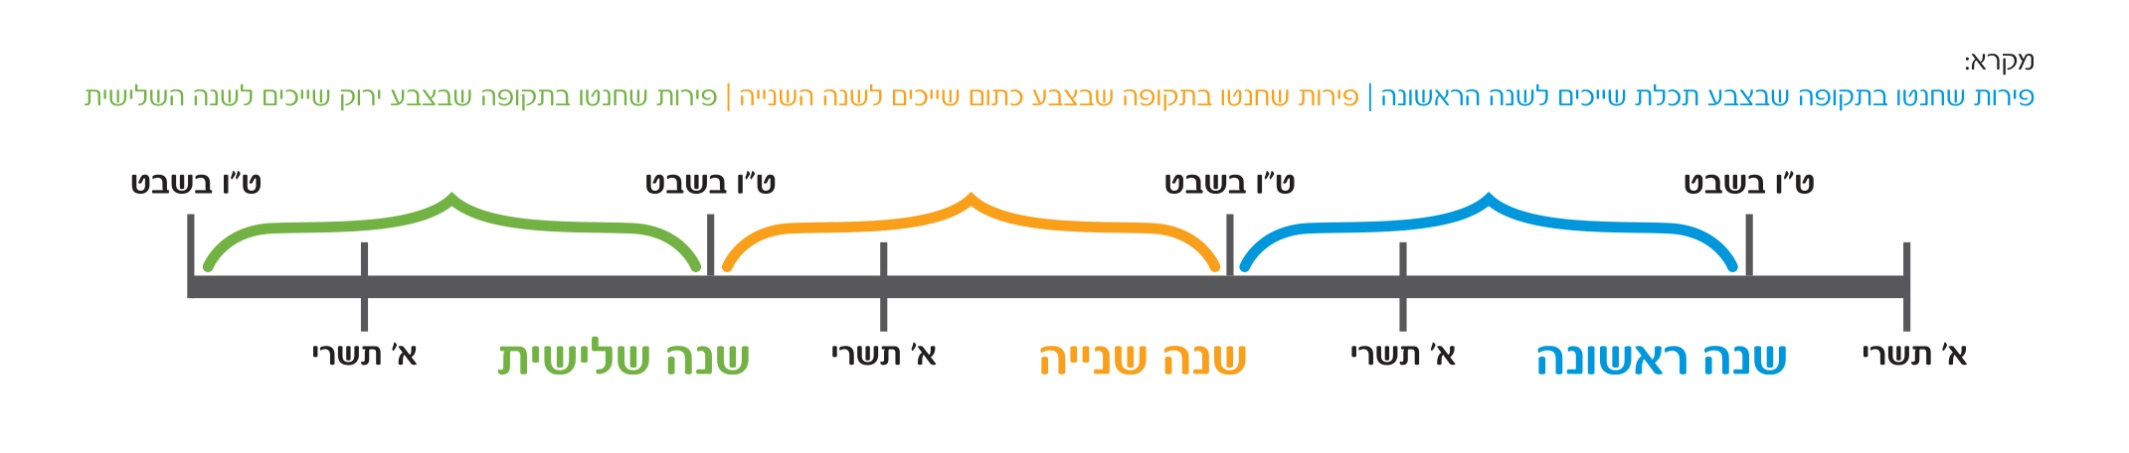 מקרא:
פירות שחנטו בתקופה שבצבע תכלת שייכים לשנה הראשונה | פירות שחנטו בתקופה שבצבע כתום שייכים לשנה השנייה | פירות שחנטו בתקופה שבצבע ירוק שייכים לשנה השלישית
ט"ו בשבט ט"ו בשבט ט"ו בשבט ט"ו בשבט
א' תשרי שנה ראשונה א' תשרי שנה שנייה א' תשרי שנה שלישית א' תשרי